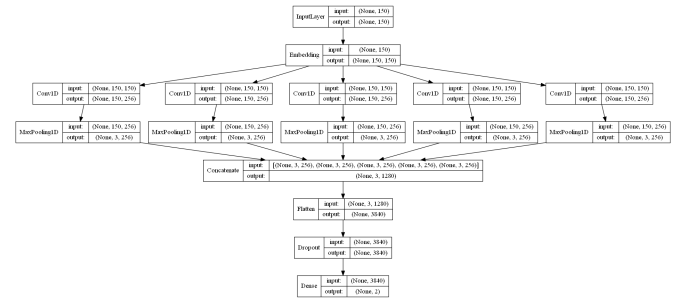 InputLayer input: (None, 150)
output: (None, 150)
Embedding input: (None, 150)
output: (None, 150, 150)
Conv1D input: (None, 150, 150)
output: (None, 150, 256)
Conv1D input: (None, 150, 150)
output: (None, 150, 256)
Conv1D input: (None, 150, 150)
output: (None, 150, 256)
Conv1D input: (None, 150, 150)
output: (None, 150, 256)
Conv1D input: (None, 150, 150)
output: (None, 150, 256)
MaxPooling1D input: (None, 150, 256)
output: (None, 3, 256)
MaxPooling1D input: (None, 150, 256)
output: (None, 3, 256)
MaxPooling1D input: (None, 150, 256)
output: (None, 3, 256)
MaxPooling1D input: (None, 150, 256)
output: (None, 3, 256)
MaxPooling1D input: (None, 150, 256)
output: (None, 3, 256)
Concatenate input: [(None, 3, 256), (None, 3, 256), (None, 3, 256), (None, 3, 256), (None, 3, 256)]
output: (None, 3, 1280)
Flatten input: (None, 3, 1280)
output: (None, 3840)
Dropout input: (None, 3840)
output: (None, 3840)
Dense input: (None, 3840)
output: (None, 2)